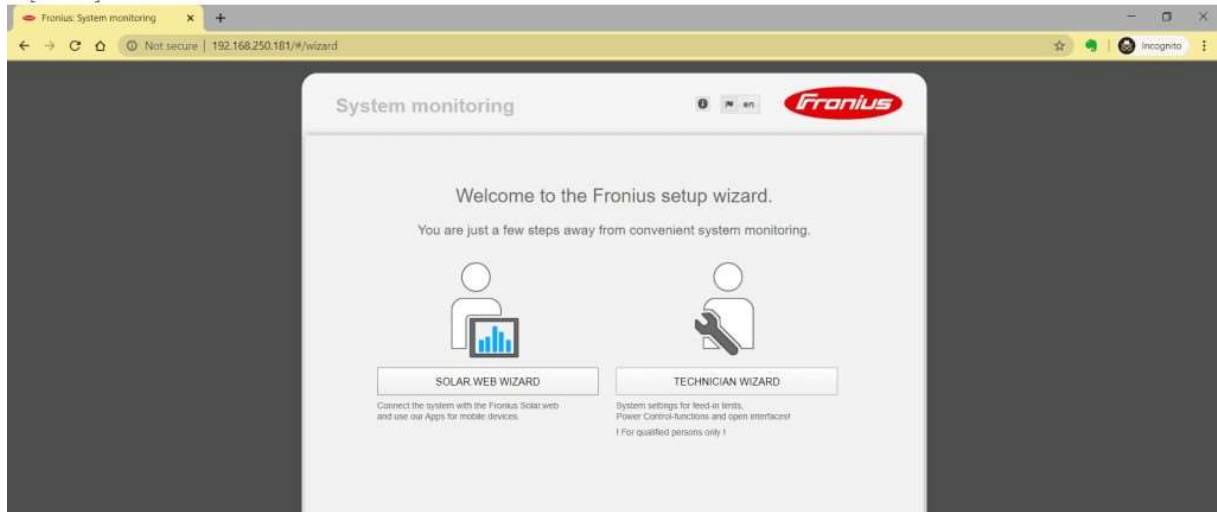 Fronius: System monitoring
Not secure | 192.168.250.181/#/wizard
Incognito
System monitoring
en
Fronius
Welcome to the Fronius setup wizard.
You are just a few steps away from convenient system monitoring.
SOLAR.WEB WIZARD
Connect the system with the Fronius Solar.web
and use our Apps for mobile devices.
TECHNICIAN WIZARD
System settings for feed-in limits,
Power Control-functions and open interfaces!
! For qualified persons only !